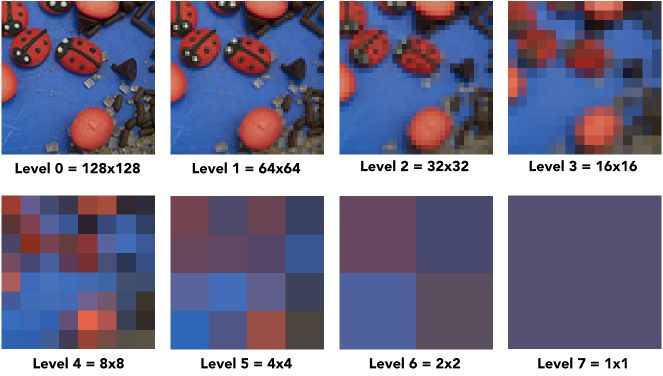 Level 0 = 128x128
Level 1 = 64x64
Level 2 = 32x32
Level 3 = 16x16
Level 4 = 8x8
Level 5 = 4x4
Level 6 = 2x2
Level 7 = 1x1